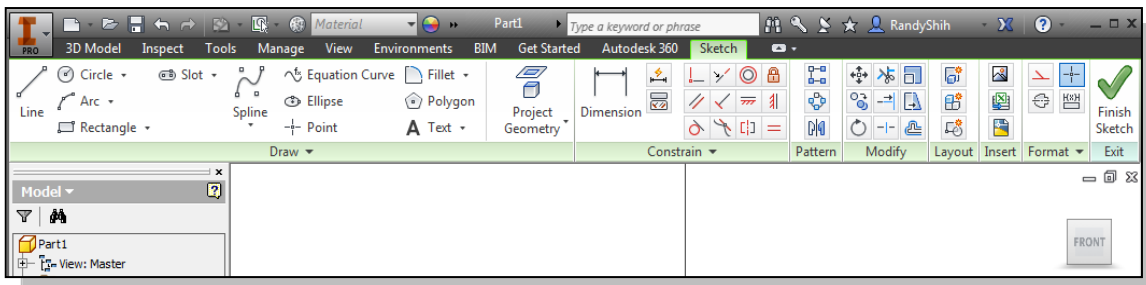 Material Part1 Type a keyword or phrase RandyShih
PRO 3D Model Inspect Tools Manage View Environments BIM Get Started Autodesk 360 Sketch
Line Circle Slot Spline Equation Curve Fillet Project Geometry Dimension Finish Sketch
Arc Ellipse Polygon
Rectangle Point A Text
Draw Constrain Pattern Modify Layout Insert Format Exit
Model
Part1
View: Master
FRONT